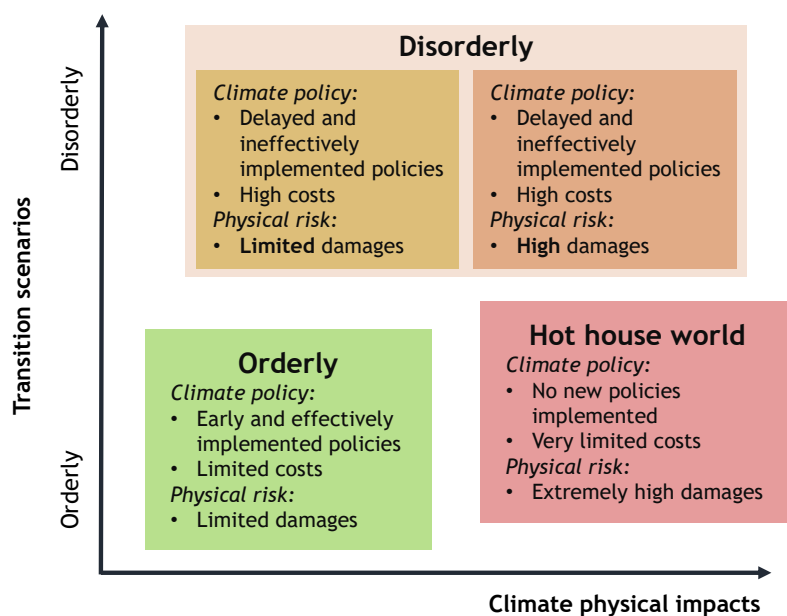 Disorderly
Climate policy:
• Delayed and
ineffectively
implemented policies
• High costs
Physical risk:
• Limited damages
Climate policy:
• Delayed and
ineffectively
implemented policies
• High costs
Physical risk:
• High damages
Orderly
Climate policy:
• Early and effectively
implemented policies
• Limited costs
Physical risk:
• Limited damages
Hot house world
Climate policy:
• No new policies
implemented
• Very limited costs
Physical risk:
• Extremely high damages
Transition scenarios
Disorderly
Orderly
Climate physical impacts